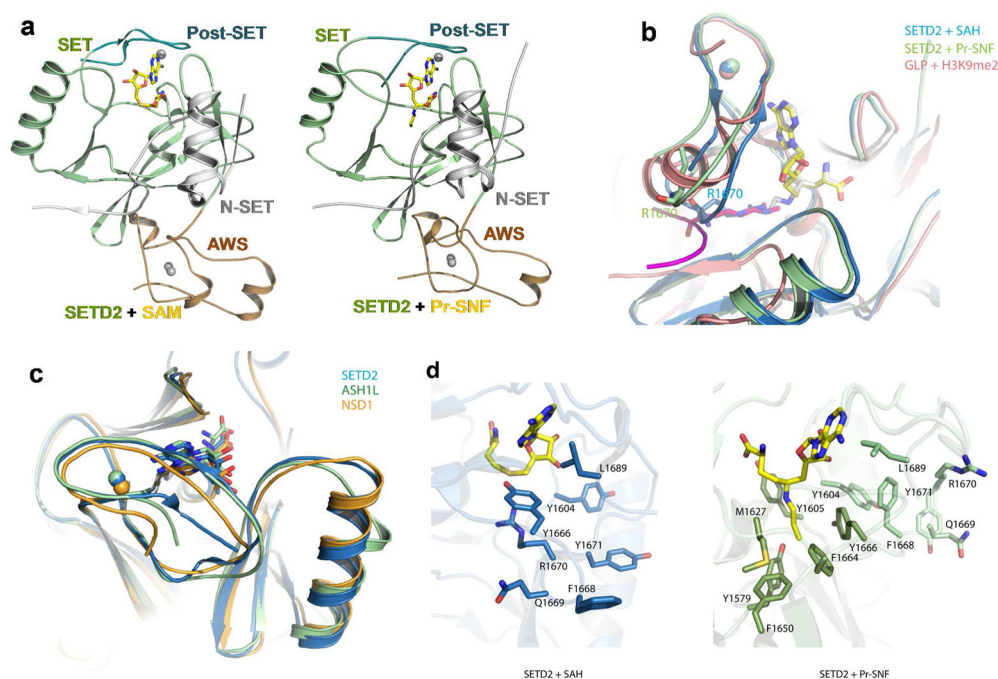 a
SET
Post-SET
N-SET
AWS
SETD2 + SAM
SET
Post-SET
N-SET
AWS
SETD2 + Pr-SNF
b
SETD2 + SAH
SETD2 + Pr-SNF
GLP + H3K9me2
R1670
R1670
c
SETD2
ASH1L
NSD1
d
L1689
Y1604
Y1666
Y1671
R1670
Q1669
F1668
SETD2 + SAH
L1689
R1670
Y1604
Y1671
Y1605
M1627
Q1669
F1668
Y1666
F1664
Y1579
F1650
SETD2 + Pr-SNF